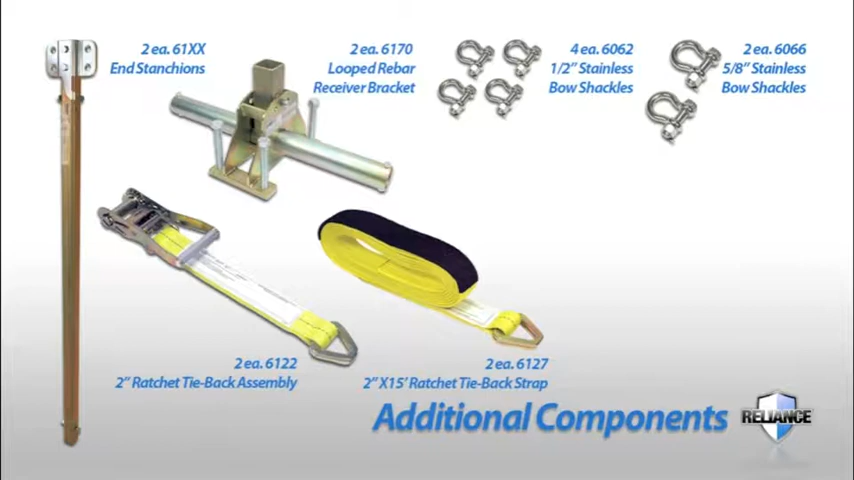 2 ea. 61XX
End Stanchions
2 ea. 6170
Looped Rebar
Receiver Bracket
4 ea. 6062
1/2” Stainless
Bow Shackles
2 ea. 6066
5/8” Stainless
Bow Shackles
2 ea. 6122
2” Ratchet Tie-Back Assembly
2 ea. 6127
2” X15’ Ratchet Tie-Back Strap
Additional Components
RELIANCE